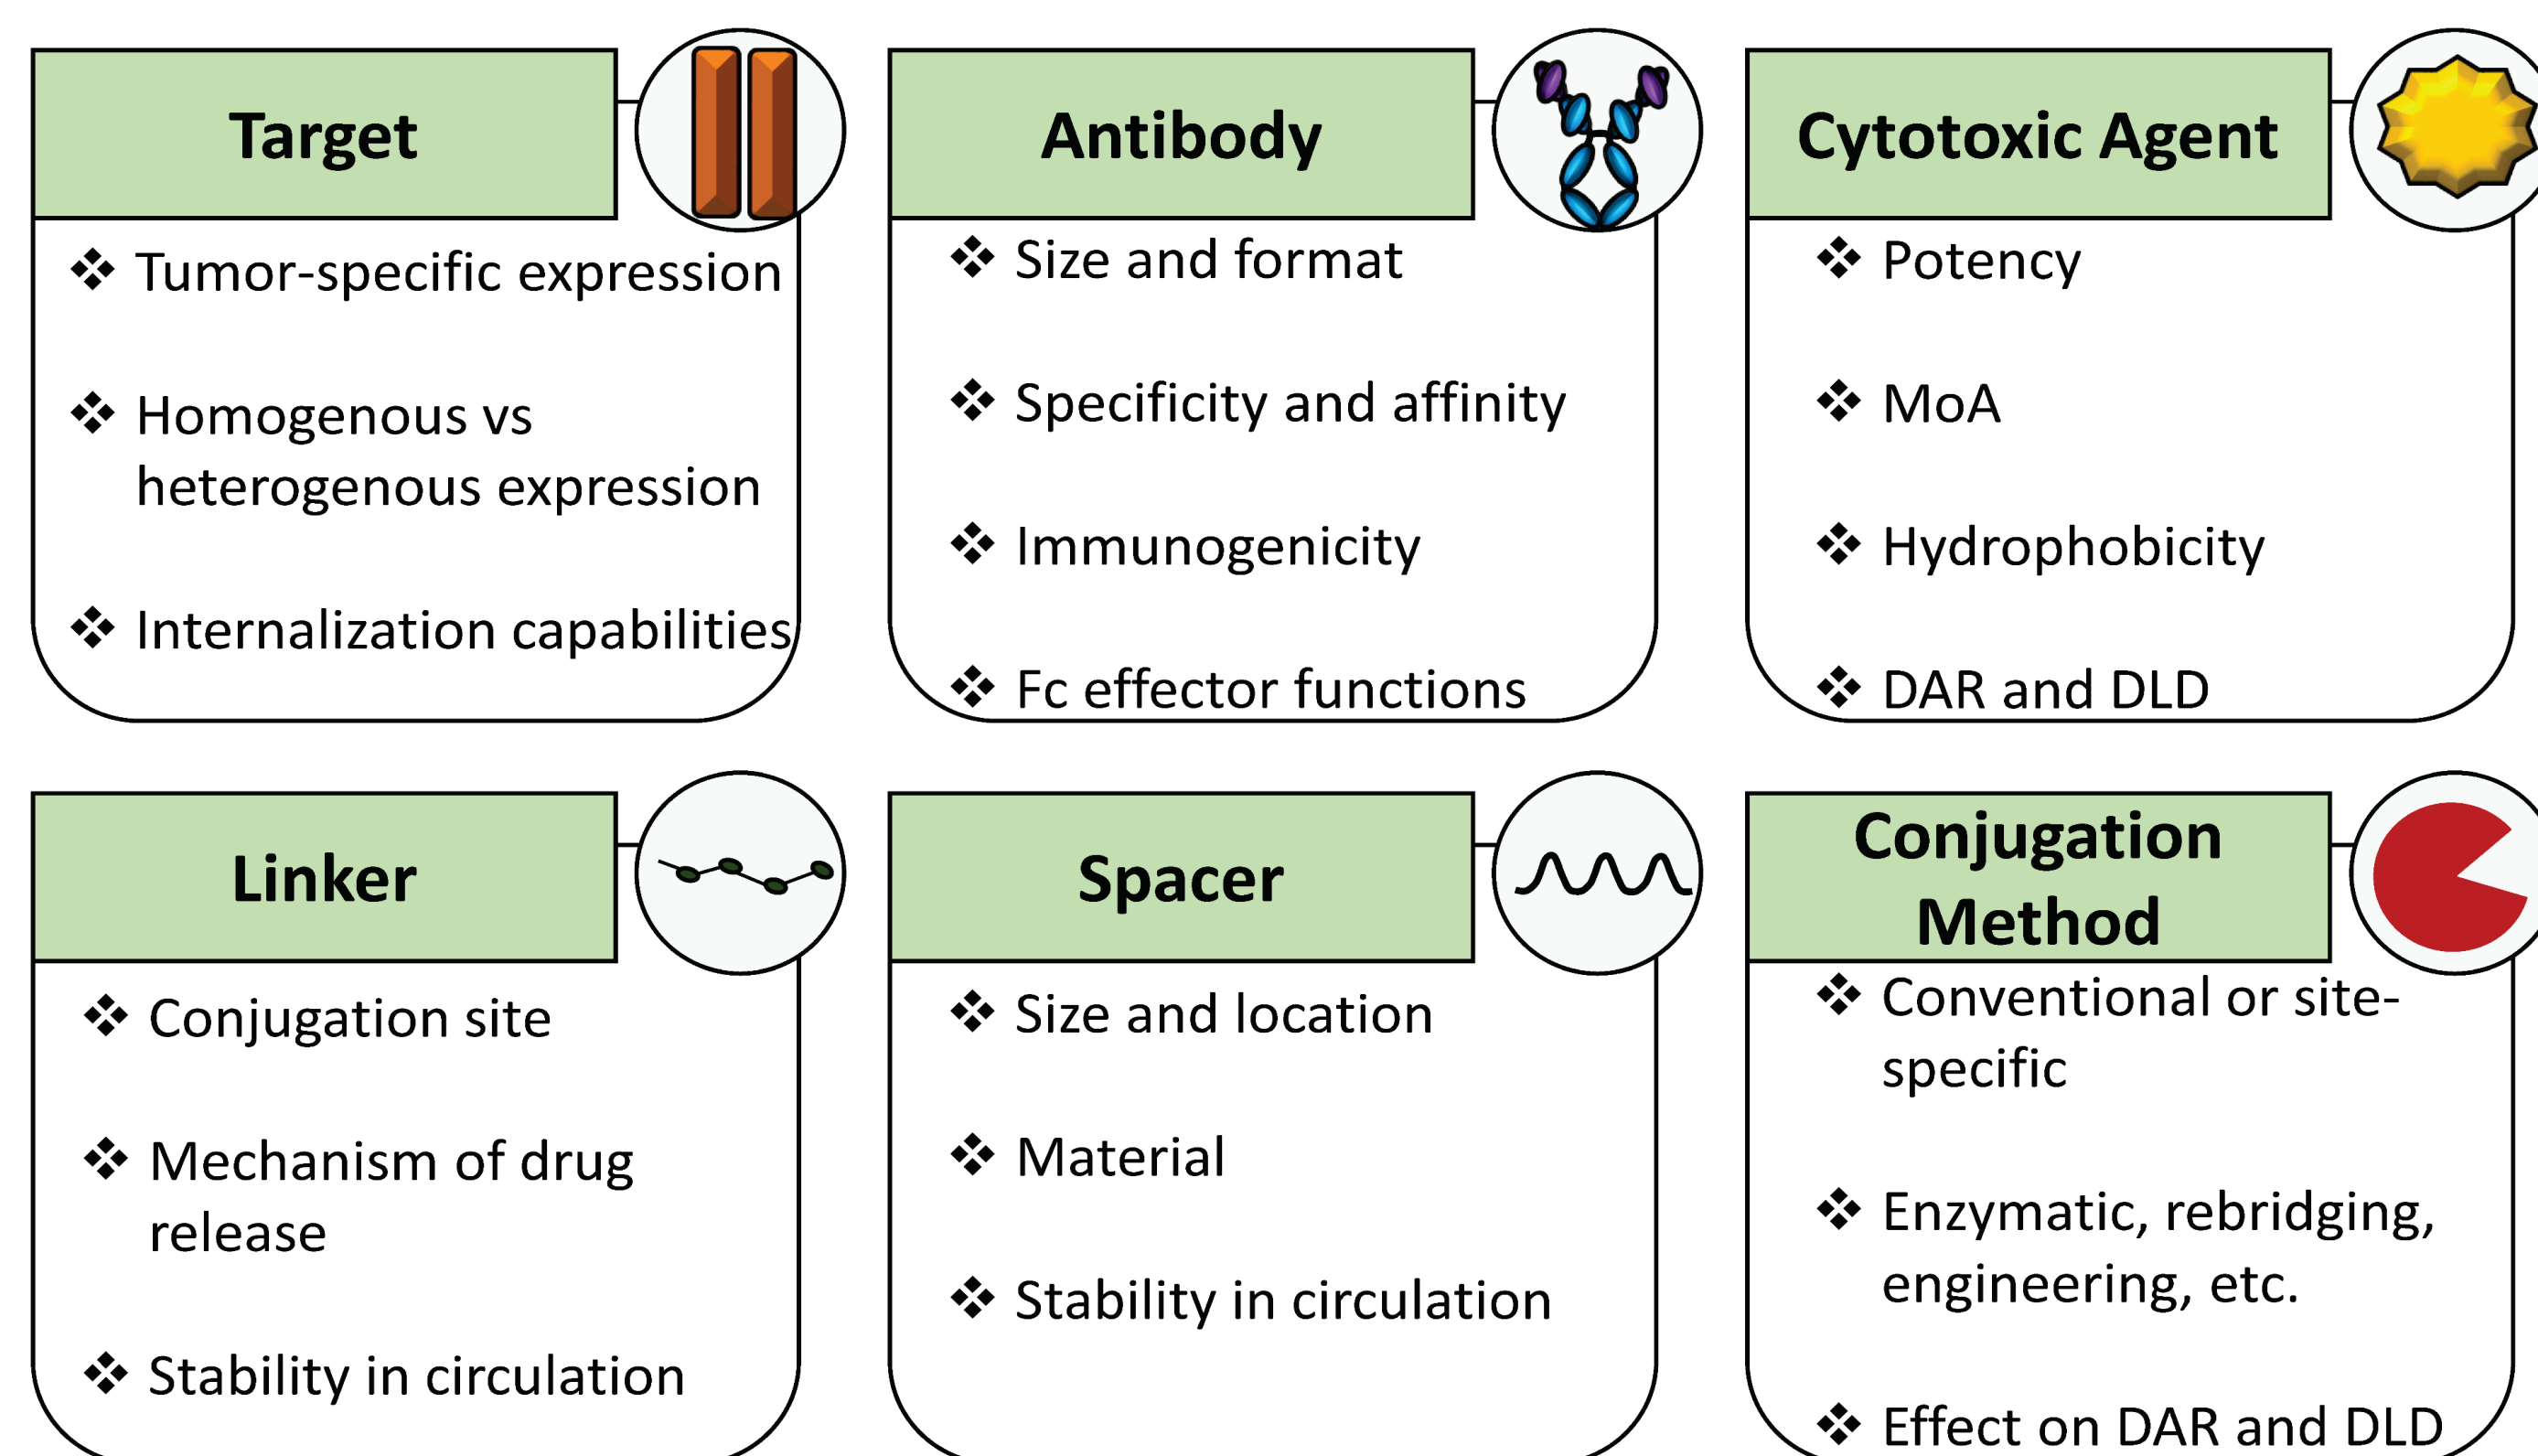 Target
Tumor-specific expression
Homogenous vs
heterogenous expression
Internalization capabilities
Antibody
Size and format
Specificity and affinity
Immunogenicity
Fc effector functions
Cytotoxic Agent
Potency
MoA
Hydrophobicity
DAR and DLD
Linker
Conjugation site
Mechanism of drug
release
Stability in circulation
Spacer
Size and location
Material
Stability in circulation
Conjugation
Method
Conventional or site-
specific
Enzymatic, rebridging,
engineering, etc.
Effect on DAR and DLD